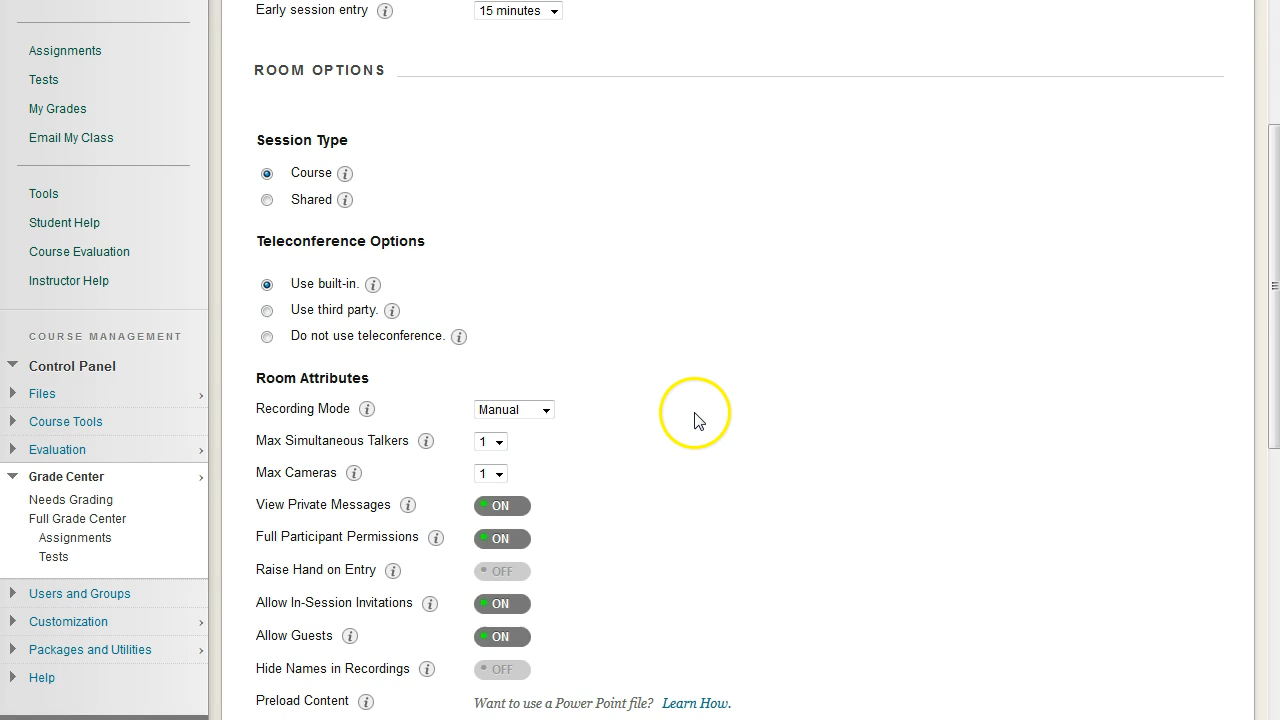 Assignments
Tests
My Grades
Email My Class
Tools
Student Help
Course Evaluation
Instructor Help
COURSE MANAGEMENT
Control Panel
Files
Course Tools
Evaluation
Grade Center
Needs Grading
Full Grade Center
Assignments
Tests
Users and Groups
Customization
Packages and Utilities
Help
Early session entry 15 minutes
ROOM OPTIONS
Session Type
Course
Shared
Teleconference Options
Use built-in.
Use third party.
Do not use teleconference.
Room Attributes
Recording Mode Manual
Max Simultaneous Talkers 1
Max Cameras 1
View Private Messages ON
Full Participant Permissions ON
Raise Hand on Entry OFF
Allow In-Session Invitations ON
Allow Guests ON
Hide Names in Recordings OFF
Preload Content Want to use a Power Point file? Learn How.